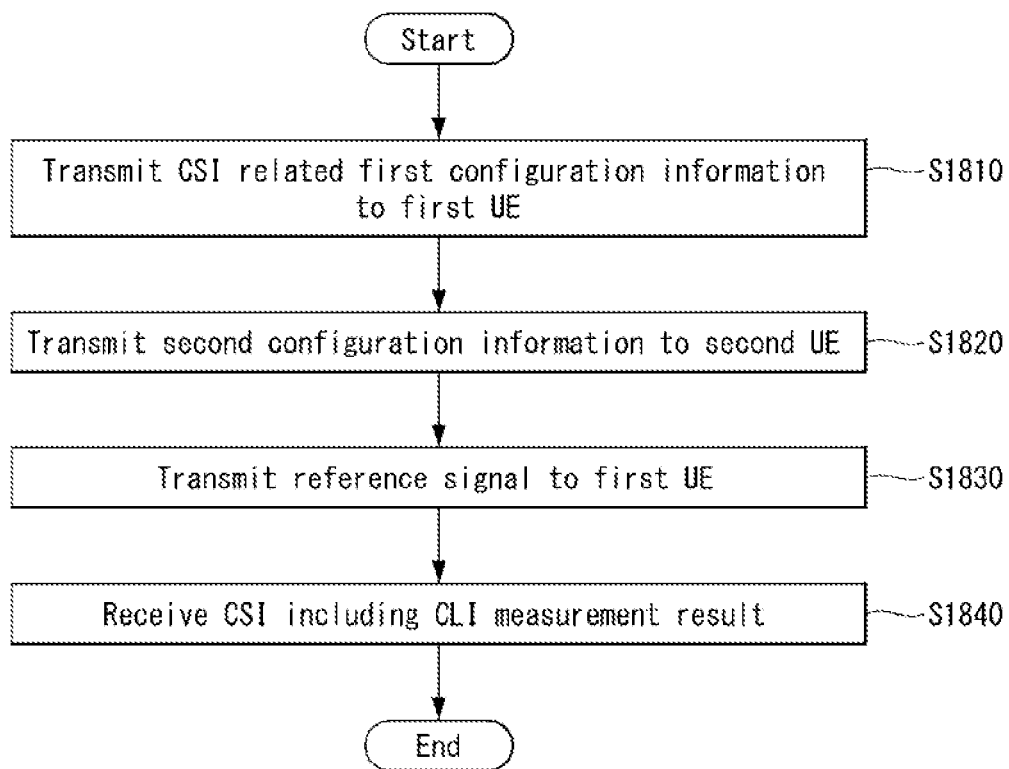 Start
Transmit CSI related first configuration information
to first UE
S1810
Transmit second configuration information to second UE
S1820
Transmit reference signal to first UE
S1830
Receive CSI including CLI measurement result
S1840
End